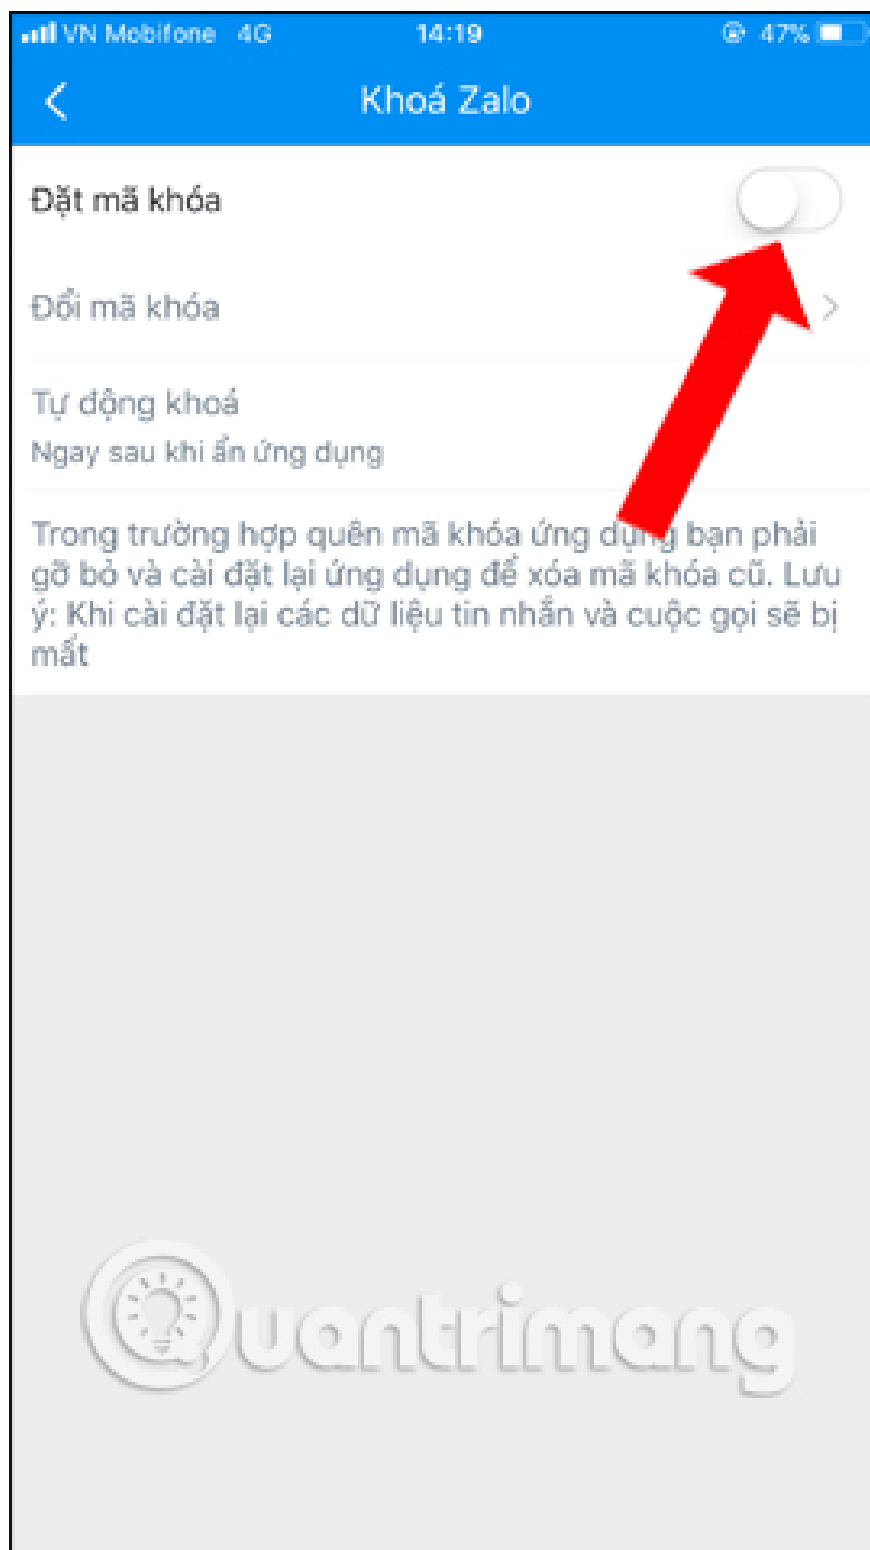 VN Mobifone 4G 14:19 47%
Khoá Zalo
Đặt mã khóa
Đổi mã khóa
Tự động khoá
Ngay sau khi ẩn ứng dụng
Trong trường hợp quên mã khóa ứng dụng bạn phải
gỡ bỏ và cài đặt lại ứng dụng để xóa mã khóa cũ. Lưu
ý: Khi cài đặt lại các dữ liệu tin nhắn và cuộc gọi sẽ bị
mất
Quantrimang